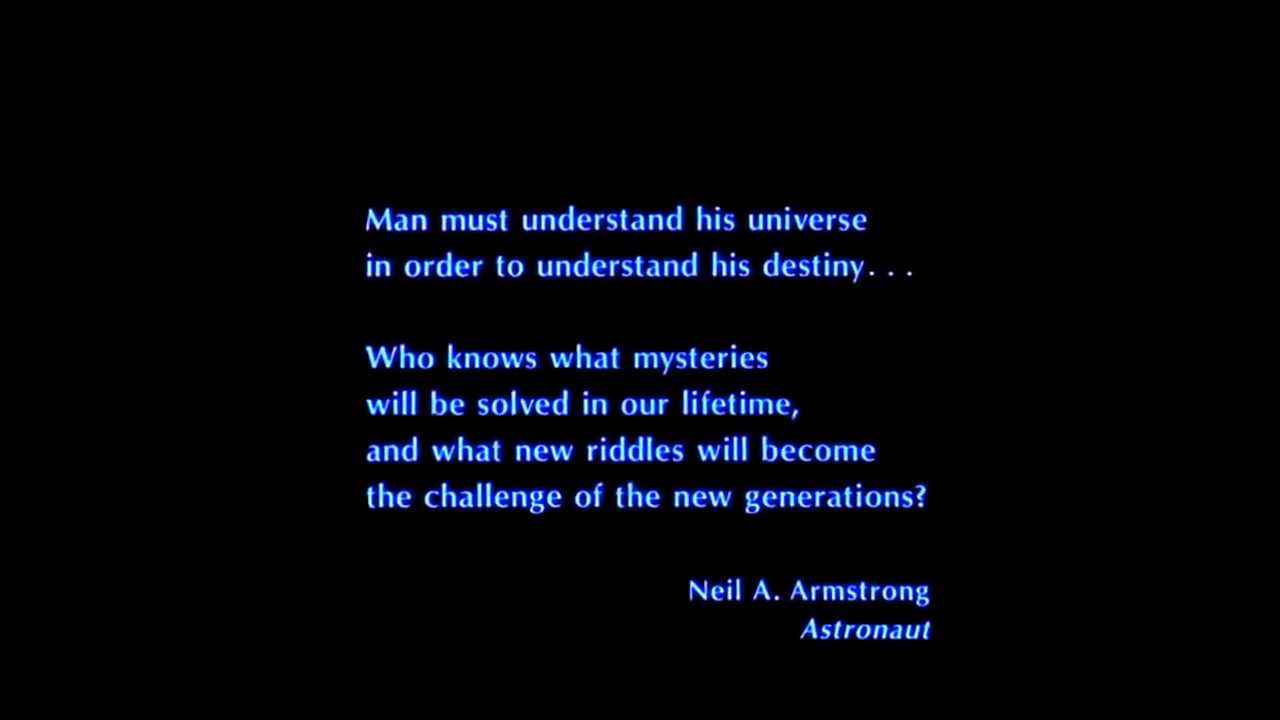 Man must understand his universe
in order to understand his destiny. . .
Who knows what mysteries
will be solved in our lifetime,
and what new riddles will become
the challenge of the new generations?
Neil A. Armstrong
Astronaut